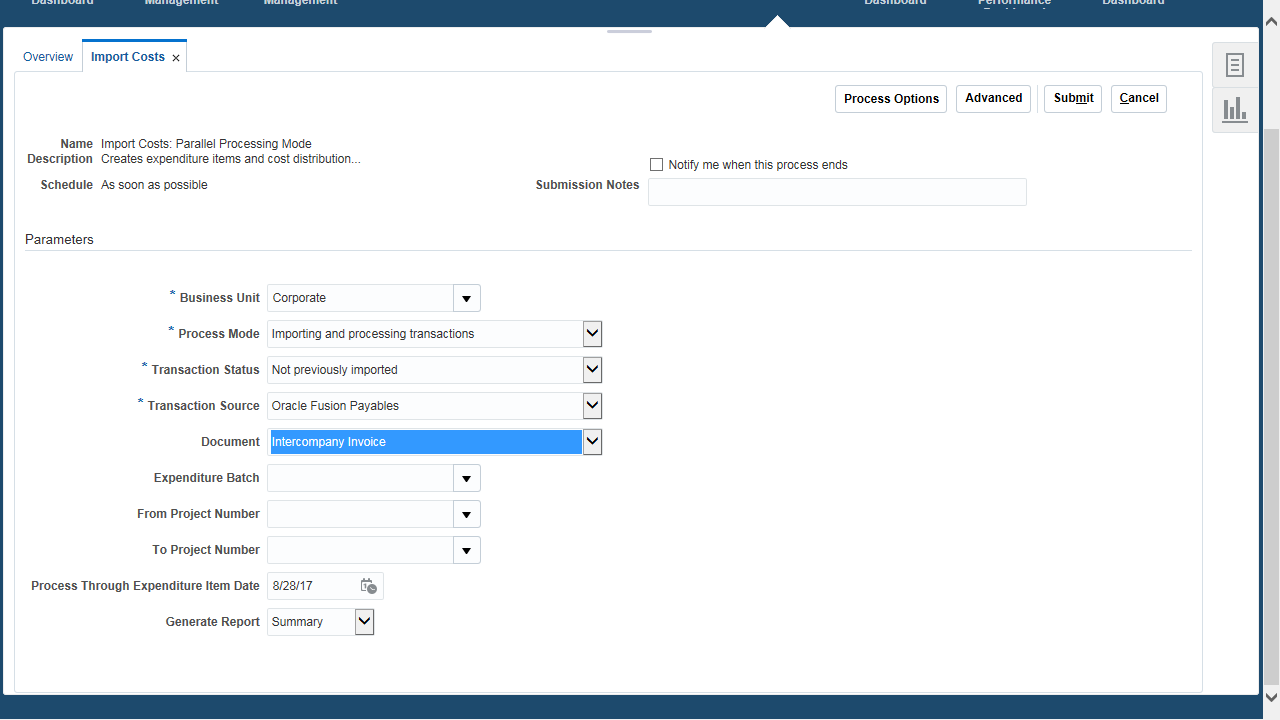 Dashboard Management Management Dashboard Performance Dashboard
Overview Import Costs x
Process Options Advanced Submit Cancel
Name Import Costs: Parallel Processing Mode
Description Creates expenditure items and cost distribution...
Notify me when this process ends
Schedule As soon as possible
Submission Notes
Parameters
* Business Unit Corporate
* Process Mode Importing and processing transactions
* Transaction Status Not previously imported
* Transaction Source Oracle Fusion Payables
Document Intercompany Invoice
Expenditure Batch
From Project Number
To Project Number
Process Through Expenditure Item Date 8/28/17
Generate Report Summary